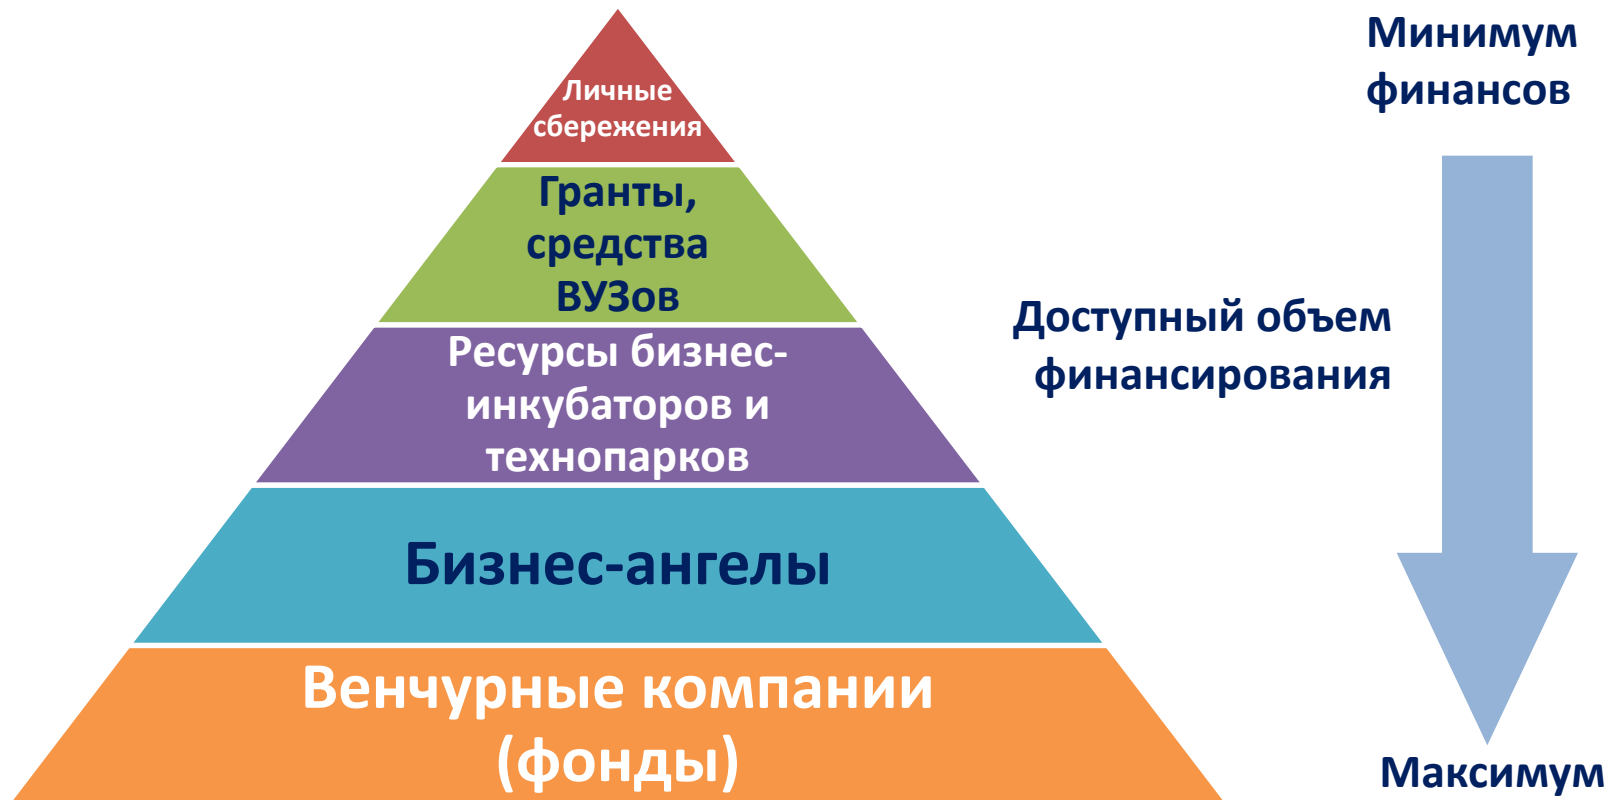 Личные
сбережения
Гранты,
средства
ВУЗов
Ресурсы бизнес-
инкубаторов и
технопарков
Бизнес-ангелы
Венчурные компании
(фонды)
Минимум
финансов
Доступный объем
финансирования
Максимум